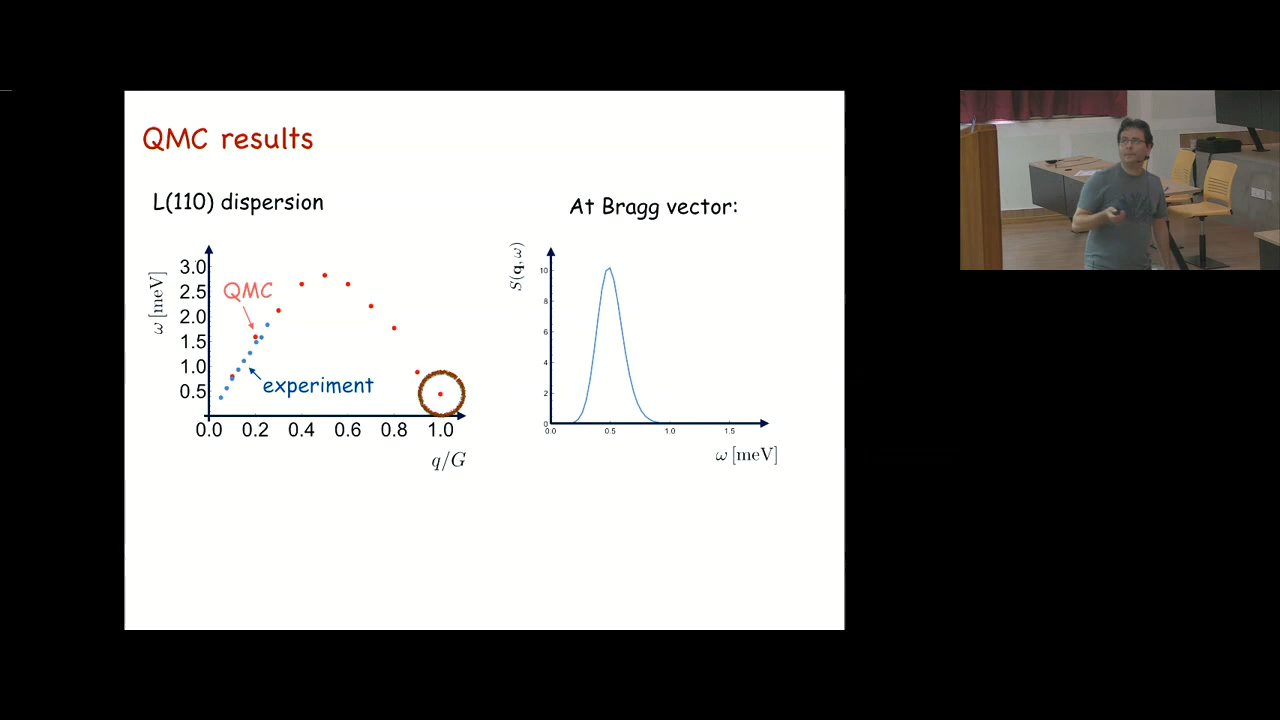 QMC results
L(110) dispersion
ω [meV]
3.0
2.5
2.0
1.5
1.0
0.5
QMC
experiment
0.0 0.2 0.4 0.6 0.8 1.0
q/G
At Bragg vector:
S(q, ω)
10
8
6
4
2
0
0.0 0.5 1.0 1.5
ω [meV]